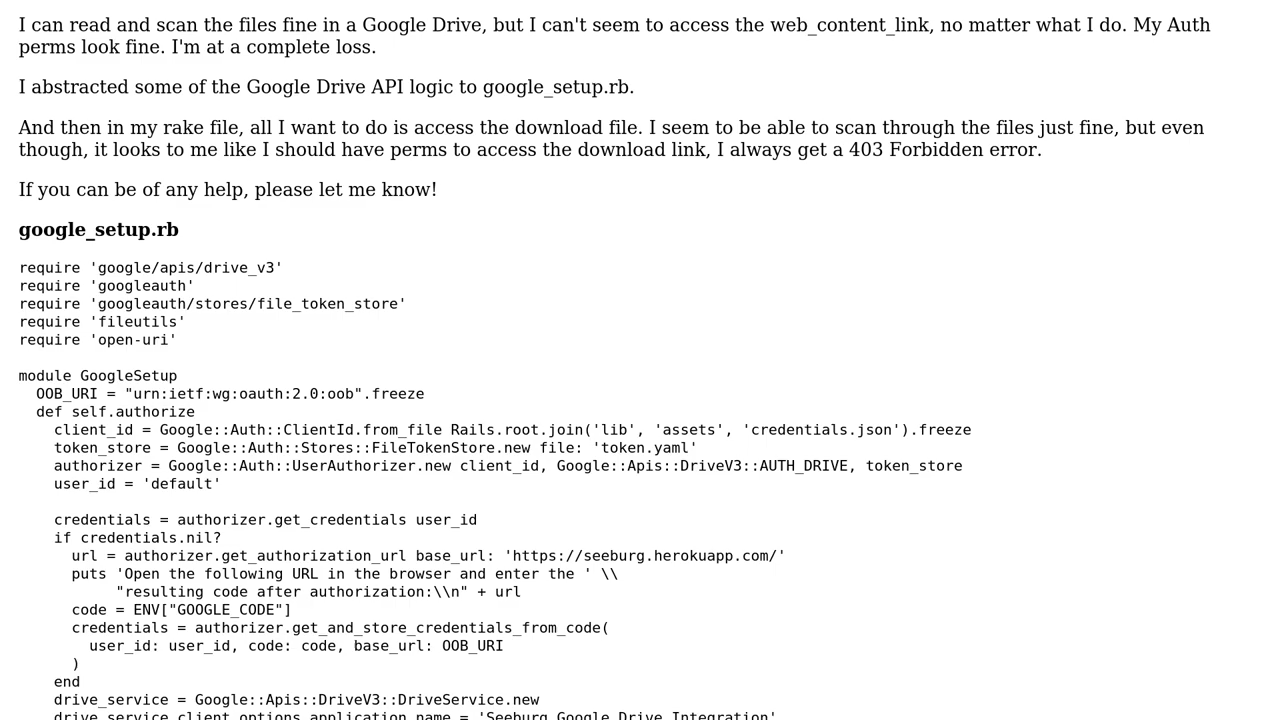 I can read and scan the files fine in a Google Drive, but I can't seem to access the web_content_link, no matter what I do. My Auth
perms look fine. I'm at a complete loss.
I abstracted some of the Google Drive API logic to google_setup.rb.
And then in my rake file, all I want to do is access the download file. I seem to be able to scan through the files just fine, but even
though, it looks to me like I should have perms to access the download link, I always get a 403 Forbidden error.
If you can be of any help, please let me know!
google_setup.rb
require 'google/apis/drive_v3'
require 'googleauth'
require 'googleauth/stores/file_token_store'
require 'fileutils'
require 'open-uri'
module GoogleSetup
  OOB_URI = "urn:ietf:wg:oauth:2.0:oob".freeze
  def self.authorize
    client_id = Google::Auth::ClientId.from_file Rails.root.join('lib', 'assets', 'credentials.json').freeze
    token_store = Google::Auth::Stores::FileTokenStore.new file: 'token.yaml'
    authorizer = Google::Auth::UserAuthorizer.new client_id, Google::Apis::DriveV3::AUTH_DRIVE, token_store
    user_id = 'default'
    credentials = authorizer.get_credentials user_id
    if credentials.nil?
      url = authorizer.get_authorization_url base_url: 'https://seeburg.herokuapp.com/'
      puts 'Open the following URL in the browser and enter the ' \\
           "resulting code after authorization:\\n" + url
      code = ENV["GOOGLE_CODE"]
      credentials = authorizer.get_and_store_credentials_from_code(
        user_id: user_id, code: code, base_url: OOB_URI
      )
    end
    drive_service = Google::Apis::DriveV3::DriveService.new
    drive_service.client_options.application_name = 'Seeburg Google Drive Integration'